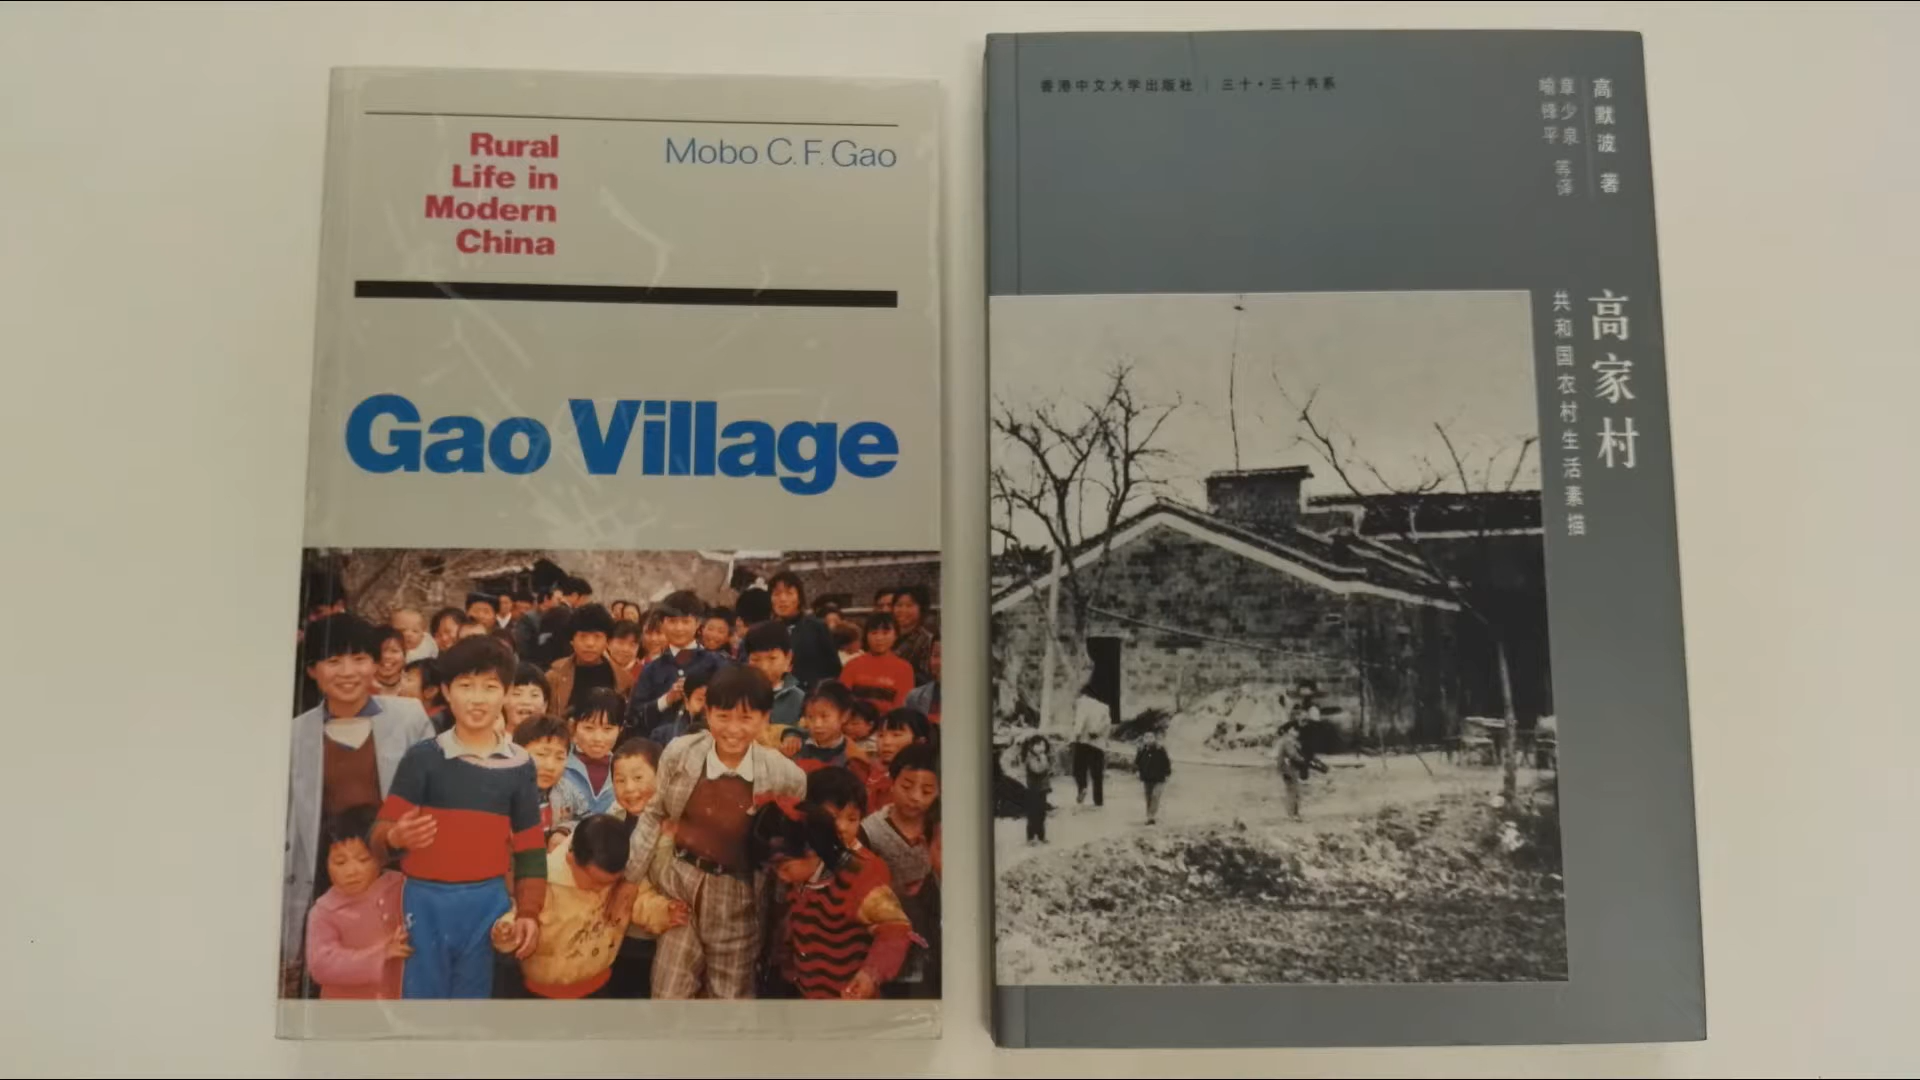 Rural
Life in
Modern
China
Mobo C. F. Gao
Gao Village
香港中文大学出版社 | 三十·三十书系
高默波 著
章少泉
喻锋平 等译
高家村
共和国农村生活素描